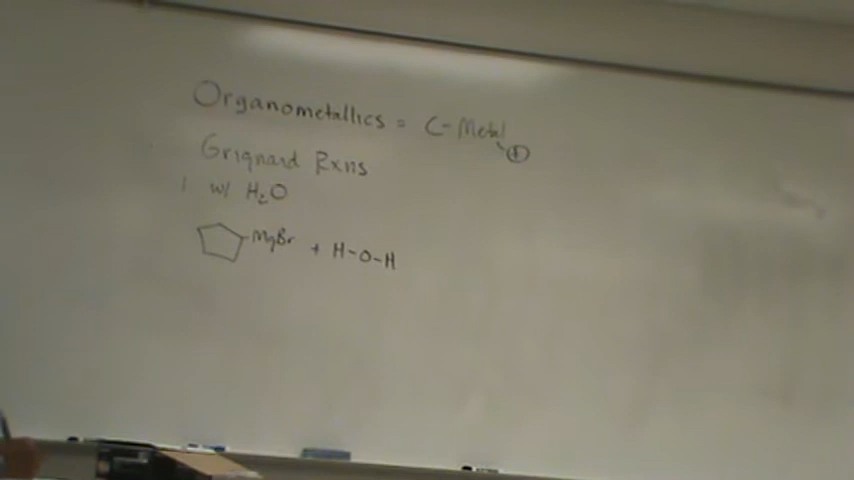 Organometallics = C-Metal
+
Grignard Rxns
1 w/ H₂O
MgBr + H-O-H